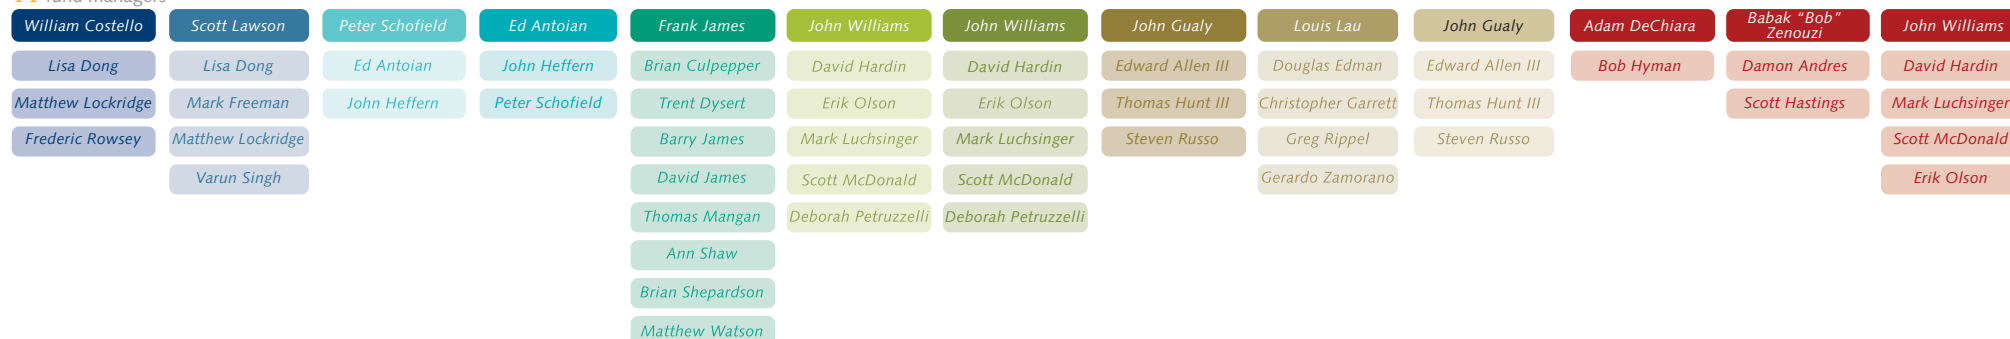 fund managers
William Costello
Lisa Dong
Matthew Lockridge
Frederic Rowsey
Scott Lawson
Lisa Dong
Mark Freeman
Matthew Lockridge
Varun Singh
Peter Schofield
Ed Antoian
John Heffern
Ed Antoian
John Heffern
Peter Schofield
Frank James
Brian Culpepper
Trent Dysert
Barry James
David James
Thomas Mangan
Ann Shaw
Brian Shepardson
Matthew Watson
John Williams
David Hardin
Erik Olson
Mark Luchsinger
Scott McDonald
Deborah Petruzzelli
John Williams
David Hardin
Erik Olson
Mark Luchsinger
Scott McDonald
Deborah Petruzzelli
John Gualy
Edward Allen III
Thomas Hunt III
Steven Russo
Louis Lau
Douglas Edman
Christopher Garrett
Greg Rippel
Gerardo Zamorano
John Gualy
Edward Allen III
Thomas Hunt III
Steven Russo
Adam DeChiara
Bob Hyman
Babak “Bob”
Zenouzi
Damon Andres
Scott Hastings
John Williams
David Hardin
Mark Luchsinger
Scott McDonald
Erik Olson